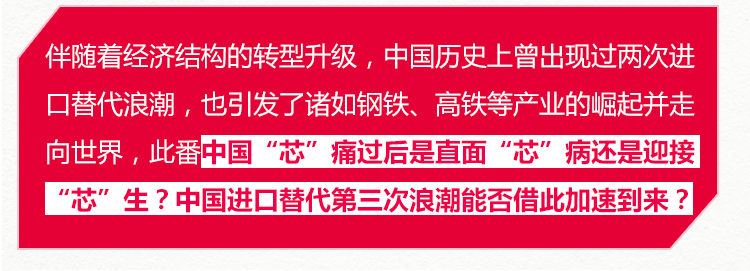 伴随着经济结构的转型升级，中国历史上曾出现过两次进
口替代浪潮，也引发了诸如钢铁、高铁等产业的崛起并走
向世界，此番中国“芯”痛过后是直面“芯”病还是迎接
“芯”生？中国进口替代第三次浪潮能否借此加速到来？